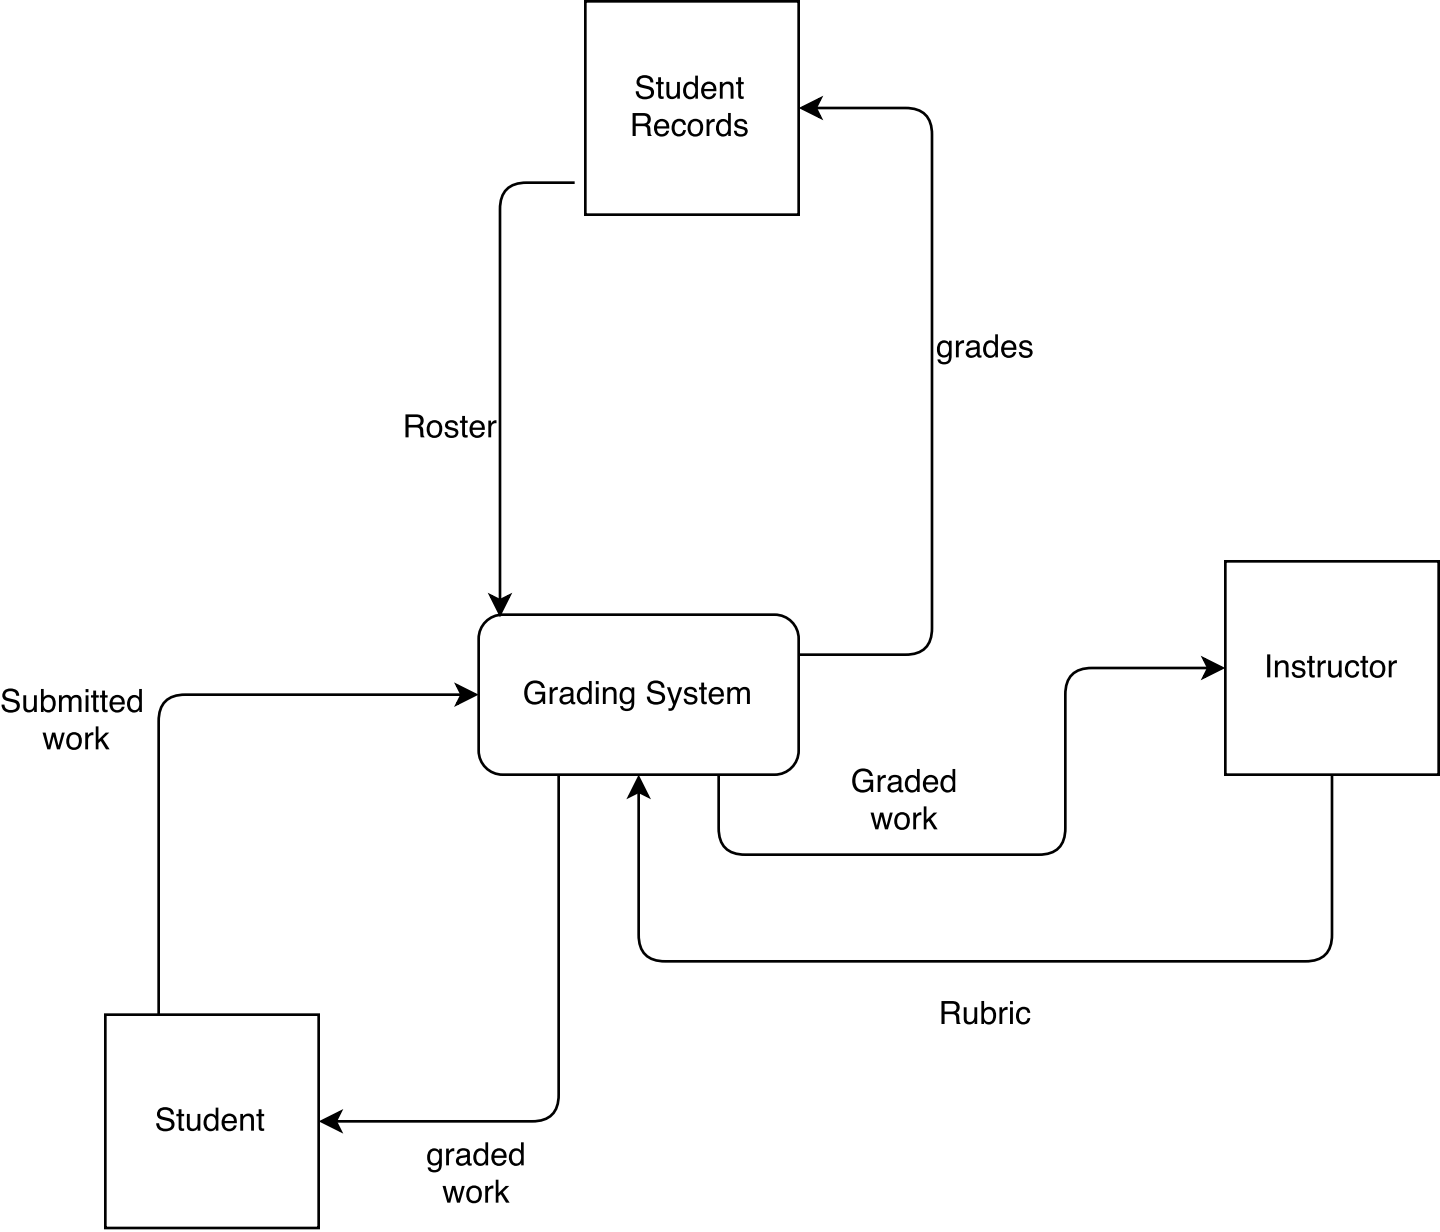 Student
Records
grades
Roster
Instructor
Grading System
Submitted
work
Graded
work
Rubric
Student
graded
work